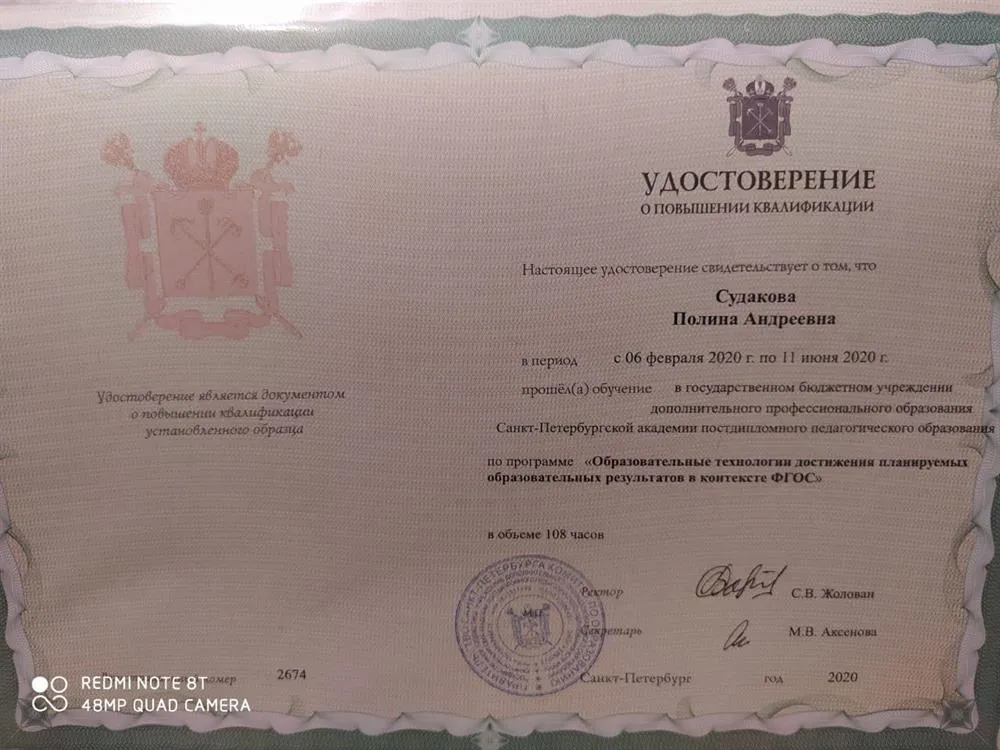 УДОСТОВЕРЕНИЕ
О ПОВЫШЕНИИ КВАЛИФИКАЦИИ
Настоящее удостоверение свидетельствует о том, что
Судакова
Полина Андреевна
в период с 06 февраля 2020 г. по 11 июня 2020 г.
прошёл(а) обучение в государственном бюджетном учреждении
дополнительного профессионального образования
Санкт-Петербургской академии постдипломного педагогического образования
по программе «Образовательные технологии достижения планируемых
образовательных результатов в контексте ФГОС»
в объеме 108 часов
Ректор С.В. Жолован
М.П.
Секретарь М.В. Аксенова
Санкт-Петербург год 2020
Удостоверение является документом
о повышении квалификации
установленного образца
2674
REDMI NOTE 8T
48MP QUAD CAMERA